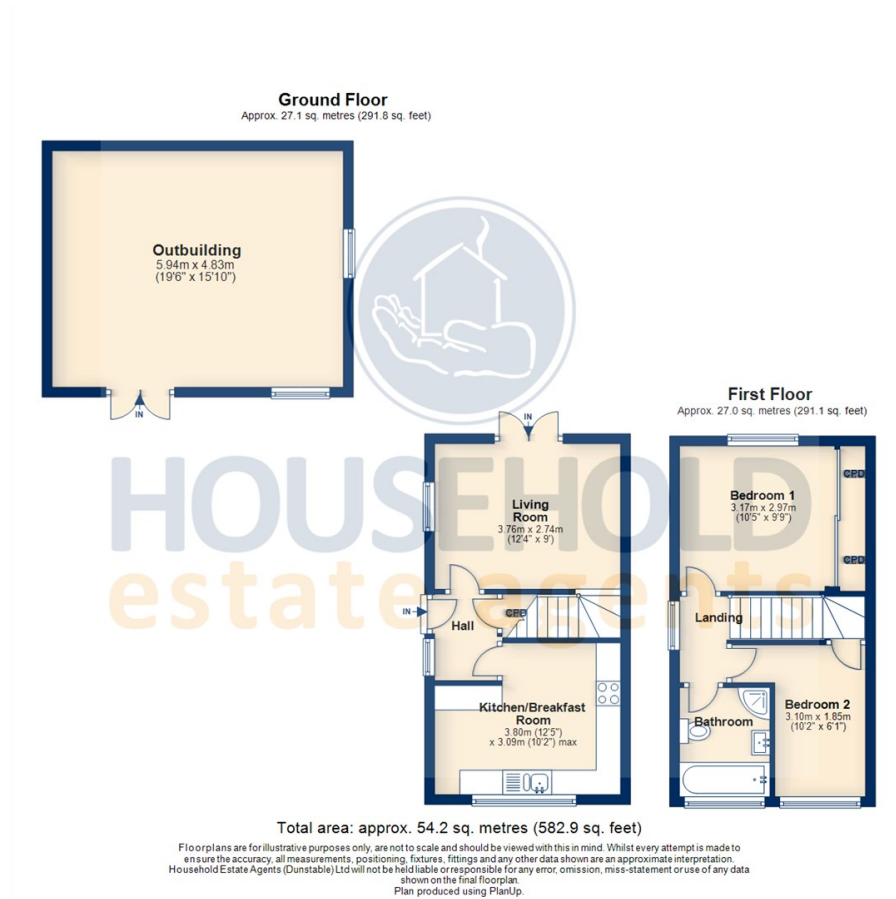 Ground Floor
Approx. 27.1 sq. metres (291.8 sq. feet)
Outbuilding
5.94m x 4.83m
(19'6" x 15'10")
IN
First Floor
Approx. 27.0 sq. metres (291.1 sq. feet)
IN
HOUSEHOLD
estate agents
Living
Room
3.76m x 2.74m
(12'4" x 9')
Bedroom 1
3.17m x 2.97m
(10'5" x 9'9")
CPD
CPD
IN
CPD
Hall
Landing
Kitchen/Breakfast
Room
3.80m (12'5")
x 3.09m (10'2") max
Bedroom 2
3.10m x 1.85m
(10'2" x 6'1")
Bathroom
Total area: approx. 54.2 sq. metres (582.9 sq. feet)
Floorplans are for illustrative purposes only, are not to scale and should be viewed with this in mind. Whilst every attempt is made to
ensure the accuracy, all measurements, positioning, fixtures, fittings and any other data shown are an approximate interpretation.
Household Estate Agents (Dunstable) Ltd will not be held liable or responsible for any error, omission, miss-statement or use of any data
shown on the final floorplan.
Plan produced using PlanUp.